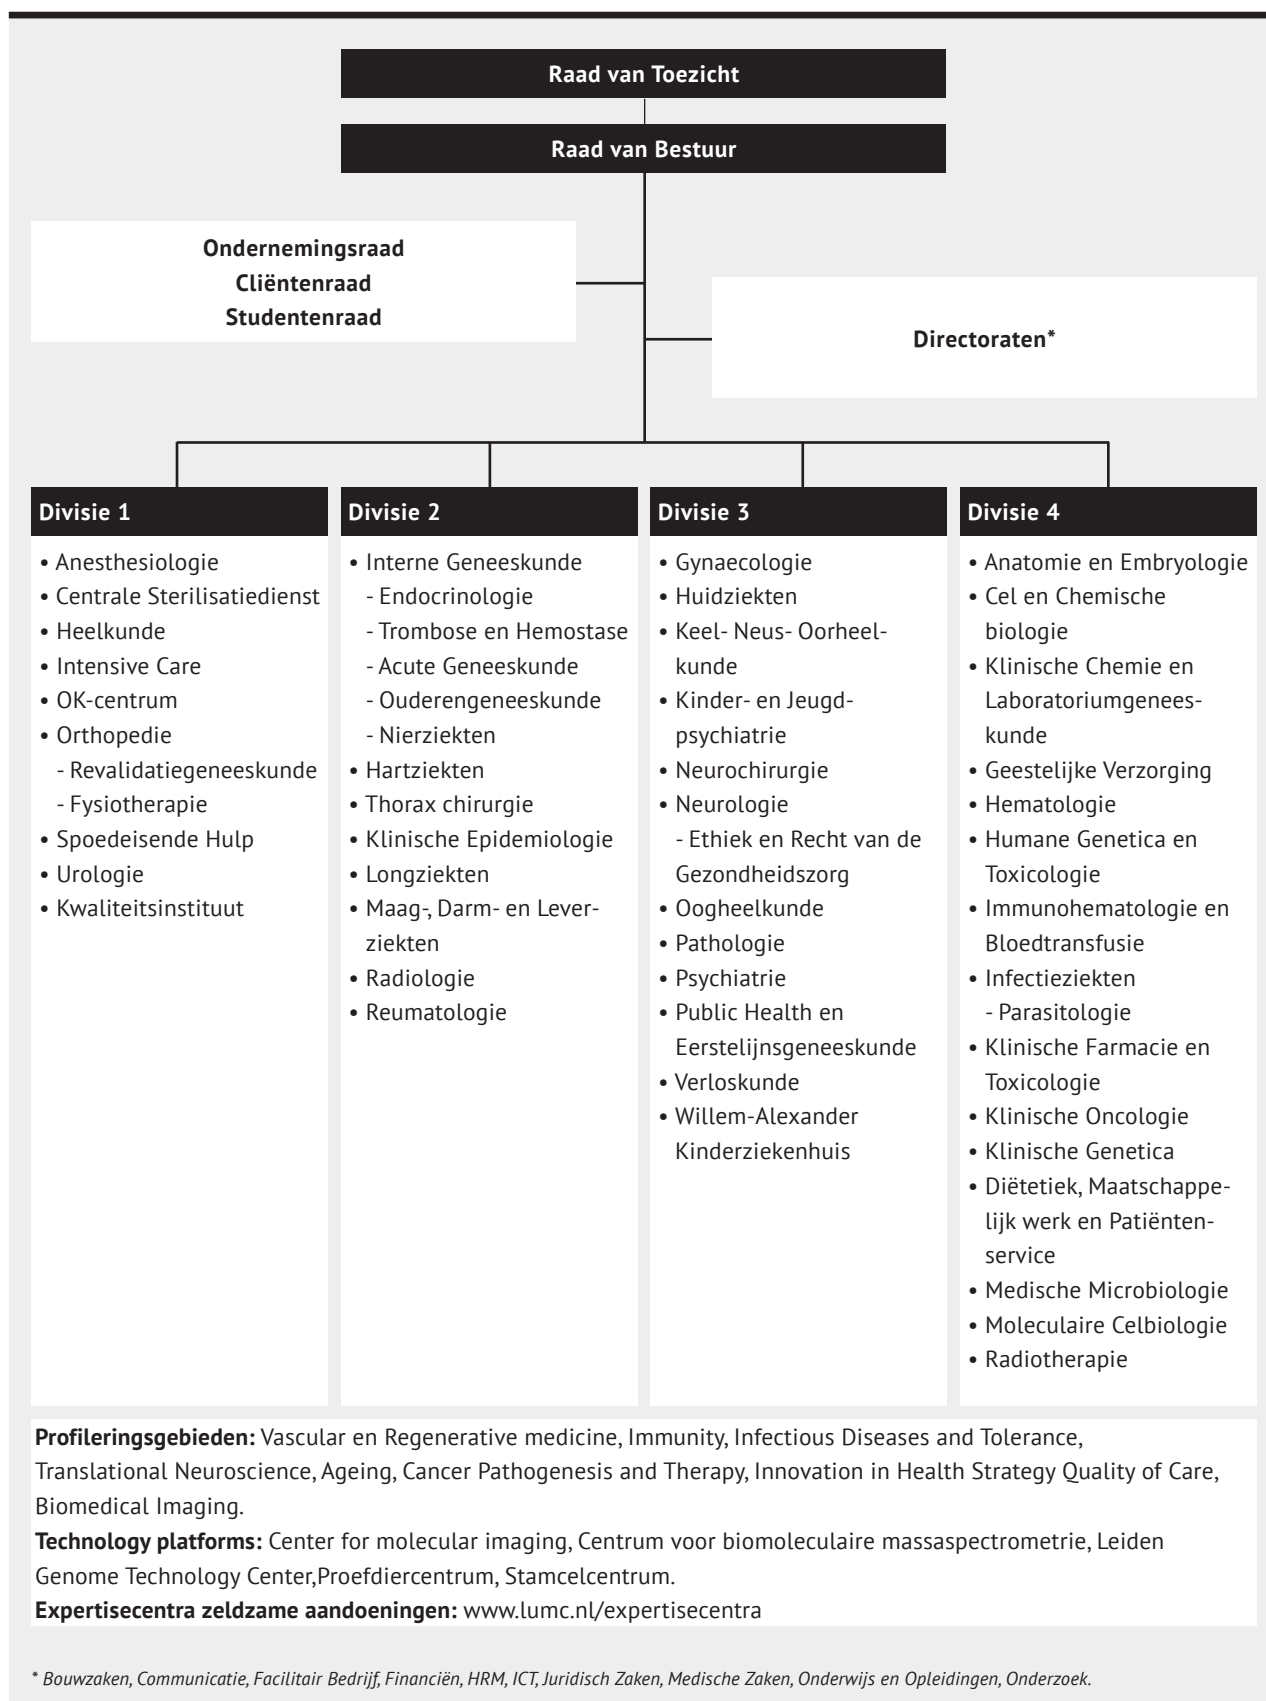 Raad van Toezicht
Raad van Bestuur
Ondernemingsraad
Cliëntenraad
Studentenraad
Directoraten*
Divisie 1
• Anesthesiologie
• Centrale Sterilisatiedienst
• Heelkunde
• Intensive Care
• OK-centrum
• Orthopedie
- Revalidatiegeneeskunde
- Fysiotherapie
• Spoedeisende Hulp
• Urologie
• Kwaliteitsinstituut
Divisie 2
• Interne Geneeskunde
- Endocrinologie
- Trombose en Hemostase
- Acute Geneeskunde
- Ouderengeneeskunde
- Nierziekten
• Hartziekten
• Thorax chirurgie
• Klinische Epidemiologie
• Longziekten
• Maag-, Darm- en Lever-
ziekten
• Radiologie
• Reumatologie
Divisie 3
• Gynaecologie
• Huidziekten
• Keel- Neus- Oorheel-
kunde
• Kinder- en Jeugd-
psychiatrie
• Neurochirurgie
• Neurologie
- Ethiek en Recht van de
Gezondheidszorg
• Oogheelkunde
• Pathologie
• Psychiatrie
• Public Health en
Eerstelijnsgeneeskunde
• Verloskunde
• Willem-Alexander
Kinderziekenhuis
Divisie 4
• Anatomie en Embryologie
• Cel en Chemische
biologie
• Klinische Chemie en
Laboratoriumgenees-
kunde
• Geestelijke Verzorging
• Hematologie
• Humane Genetica en
Toxicologie
• Immunohematologie en
Bloedtransfusie
• Infectieziekten
- Parasitologie
• Klinische Farmacie en
Toxicologie
• Klinische Oncologie
• Klinische Genetica
• Diëtetiek, Maatschappe-
lijk werk en Patiënten-
service
• Medische Microbiologie
• Moleculaire Celbiologie
• Radiotherapie
Profileringsgebieden: Vascular en Regenerative medicine, Immunity, Infectious Diseases and Tolerance,
Translational Neuroscience, Ageing, Cancer Pathogenesis and Therapy, Innovation in Health Strategy Quality of Care,
Biomedical Imaging.
Technology platforms: Center for molecular imaging, Centrum voor biomoleculaire massaspectrometrie, Leiden
Genome Technology Center,Proefdiercentrum, Stamcelcentrum.
Expertisecentra zeldzame aandoeningen: www.lumc.nl/expertisecentra
* Bouwzaken, Communicatie, Facilitair Bedrijf, Financiën, HRM, ICT, Juridisch Zaken, Medische Zaken, Onderwijs en Opleidingen, Onderzoek.